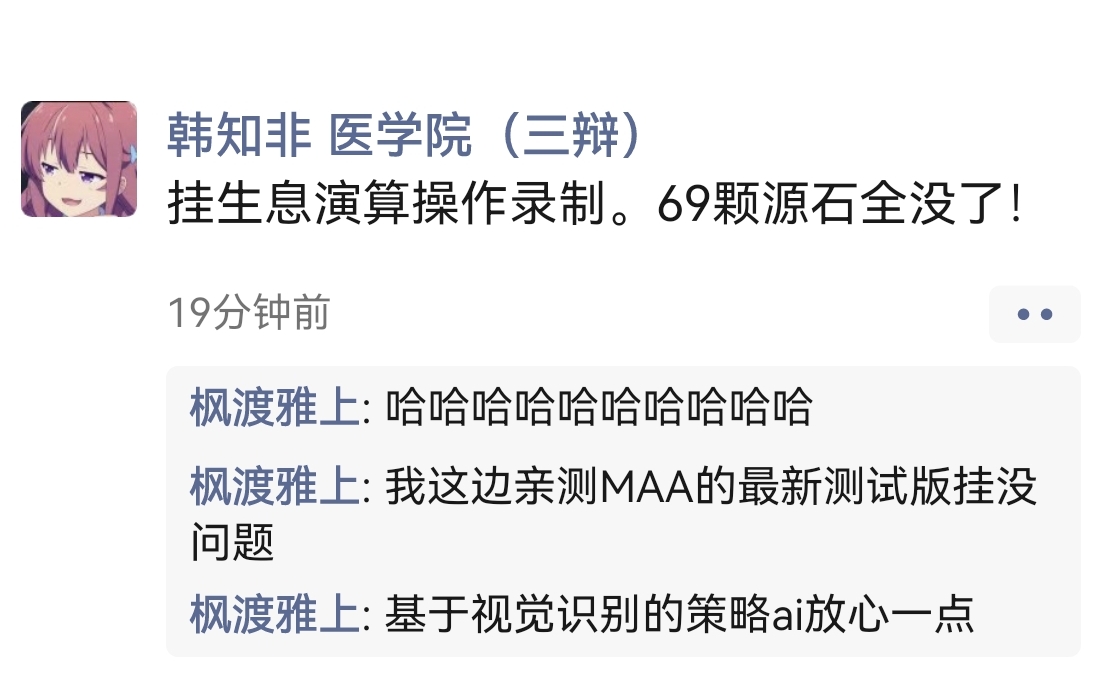 韩知非 医学院（三辩）
挂生息演算操作录制。69颗源石全没了！
19分钟前
枫渡雅上: 哈哈哈哈哈哈哈哈哈哈
枫渡雅上: 我这边亲测MAA的最新测试版挂没
问题
枫渡雅上: 基于视觉识别的策略ai放心一点